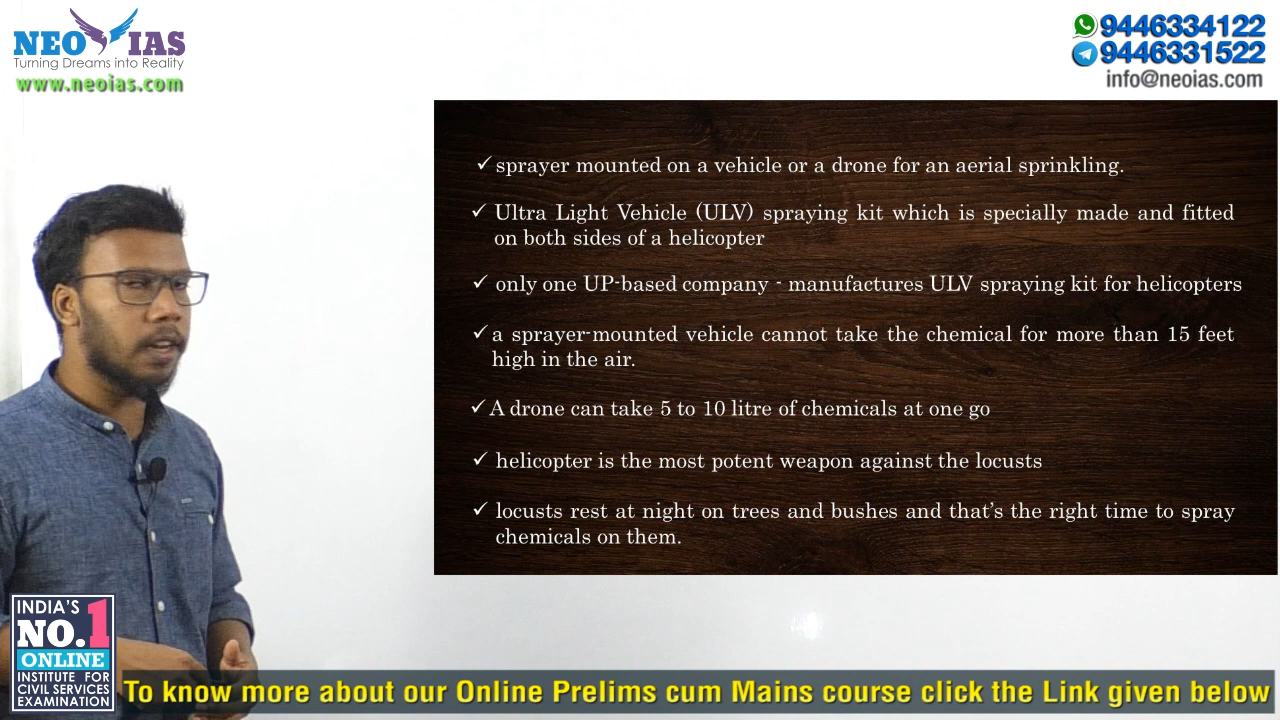 NEO IAS
Turning Dreams into Reality
www.neoias.com
9446334122
9446331522
info@neoias.com
✓ sprayer mounted on a vehicle or a drone for an aerial sprinkling.
✓ Ultra Light Vehicle (ULV) spraying kit which is specially made and fitted
on both sides of a helicopter
✓ only one UP-based company - manufactures ULV spraying kit for helicopters
✓ a sprayer-mounted vehicle cannot take the chemical for more than 15 feet
high in the air.
✓ A drone can take 5 to 10 litre of chemicals at one go
✓ helicopter is the most potent weapon against the locusts
✓ locusts rest at night on trees and bushes and that's the right time to spray
chemicals on them.
INDIA'S
NO.1
ONLINE
INSTITUTE FOR
CIVIL SERVICES
EXAMINATION
To know more about our Online Prelims cum Mains course click the Link given below